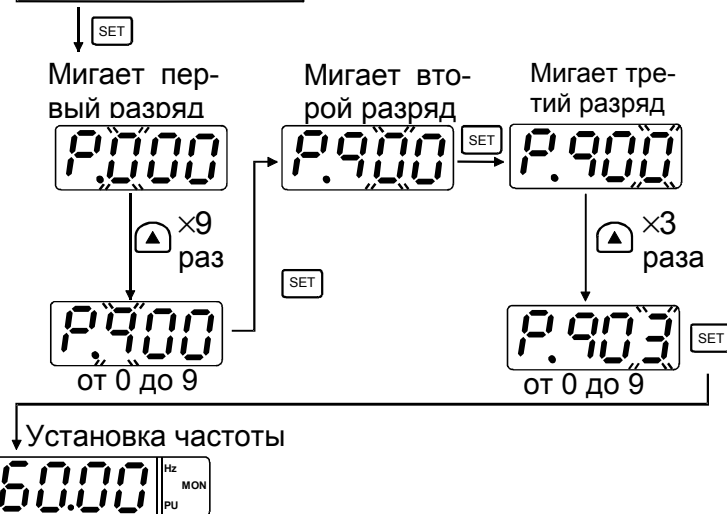 SET
Мигает пер-
вый разряд
Мигает вто-
рой разряд
Мигает тре-
тий разряд
P.000
P.900
SET
P.900
×9
раз
×3
раза
SET
P.900
P.903
SET
от 0 до 9
от 0 до 9
Установка частоты
60.00
Hz
MON
PU